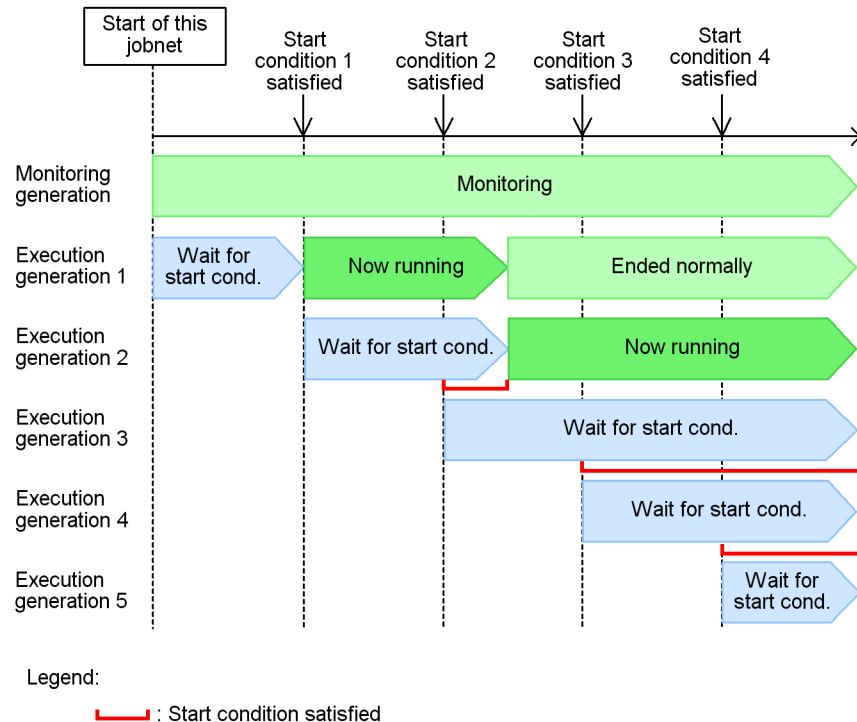 Start of this
jobnet
Start
condition 1
satisfied
Start
condition 2
satisfied
Start
condition 3
satisfied
Start
condition 4
satisfied
Monitoring
generation
Monitoring
Execution
generation 1
Wait for
start cond.
Now running
Ended normally
Execution
generation 2
Wait for start cond.
Now running
Execution
generation 3
Wait for start cond.
Execution
generation 4
Wait for start cond.
Execution
generation 5
Wait for
start cond.
Legend:
: Start condition satisfied